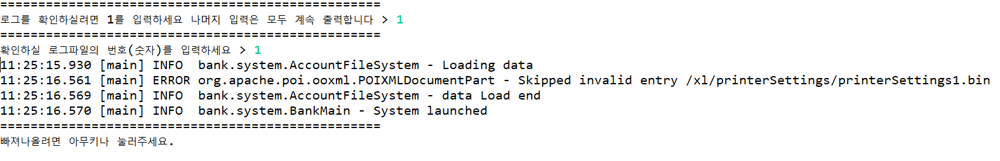 ==================================================
로그를 확인하실려면 1를 입력하세요 나머지 입력은 모두 계속 출력합니다 > 1
==================================================
확인하실 로그파일의 번호(숫자)를 입력하세요 > 1
11:25:15.930 [main] INFO  bank.system.AccountFileSystem - Loading data
11:25:16.561 [main] ERROR org.apache.poi.ooxml.POIXMLDocumentPart - Skipped invalid entry /xl/printerSettings/printerSettings1.bin
11:25:16.569 [main] INFO  bank.system.AccountFileSystem - data Load end
11:25:16.570 [main] INFO  bank.system.BankMain - System launched
==================================================
빠져나올려면 아무키나 눌러주세요.